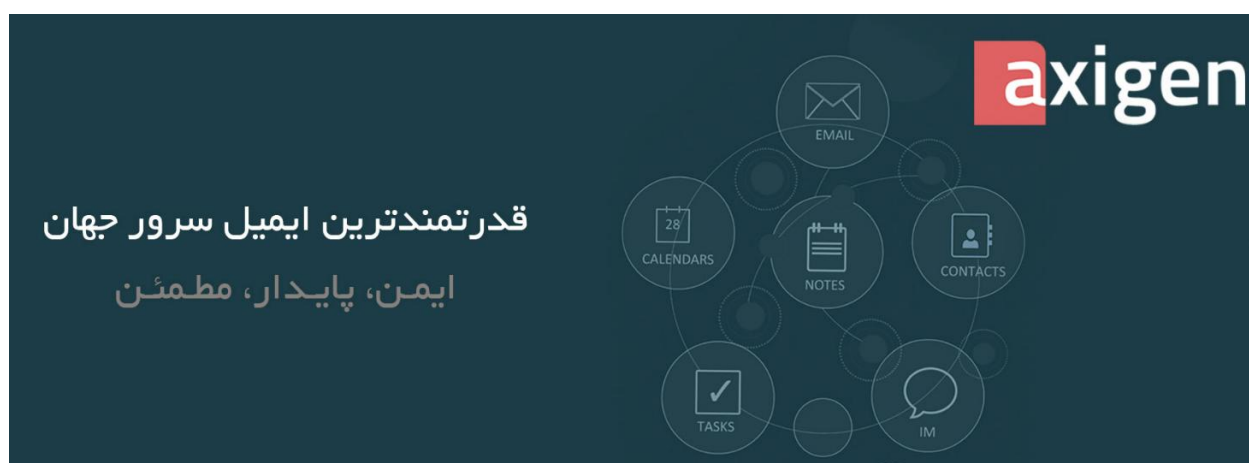 axigen
قدرتمندترین ایمیل سرور جهان
ایمن، پایدار، مطمئن
EMAIL
28
CALENDARS
NOTES
CONTACTS
TASKS
IM